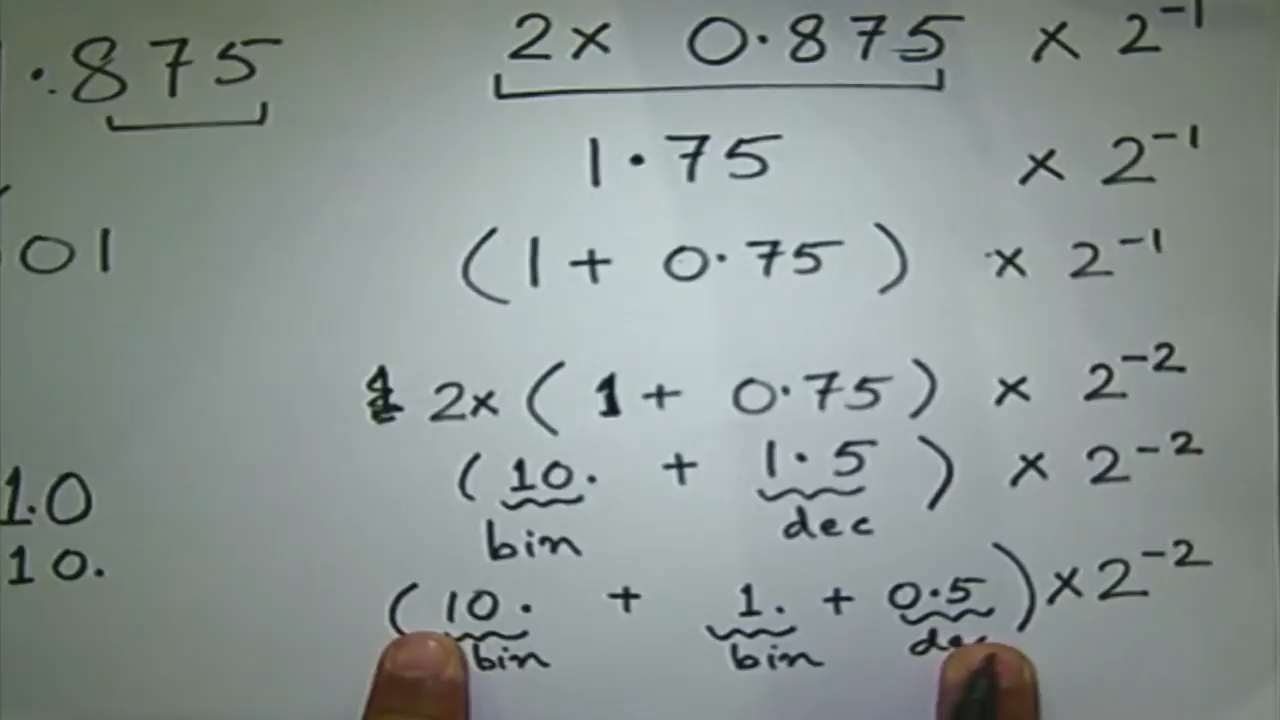 .875 2 x 0.875 x 2⁻¹
1.75 x 2⁻¹
01 (1 + 0.75) x 2⁻¹
2x (1 + 0.75) x 2⁻²
1.0 (10. + 1.5) x 2⁻²
bin dec
10. (10. + 1. + 0.5) x 2⁻²
bin bin dec